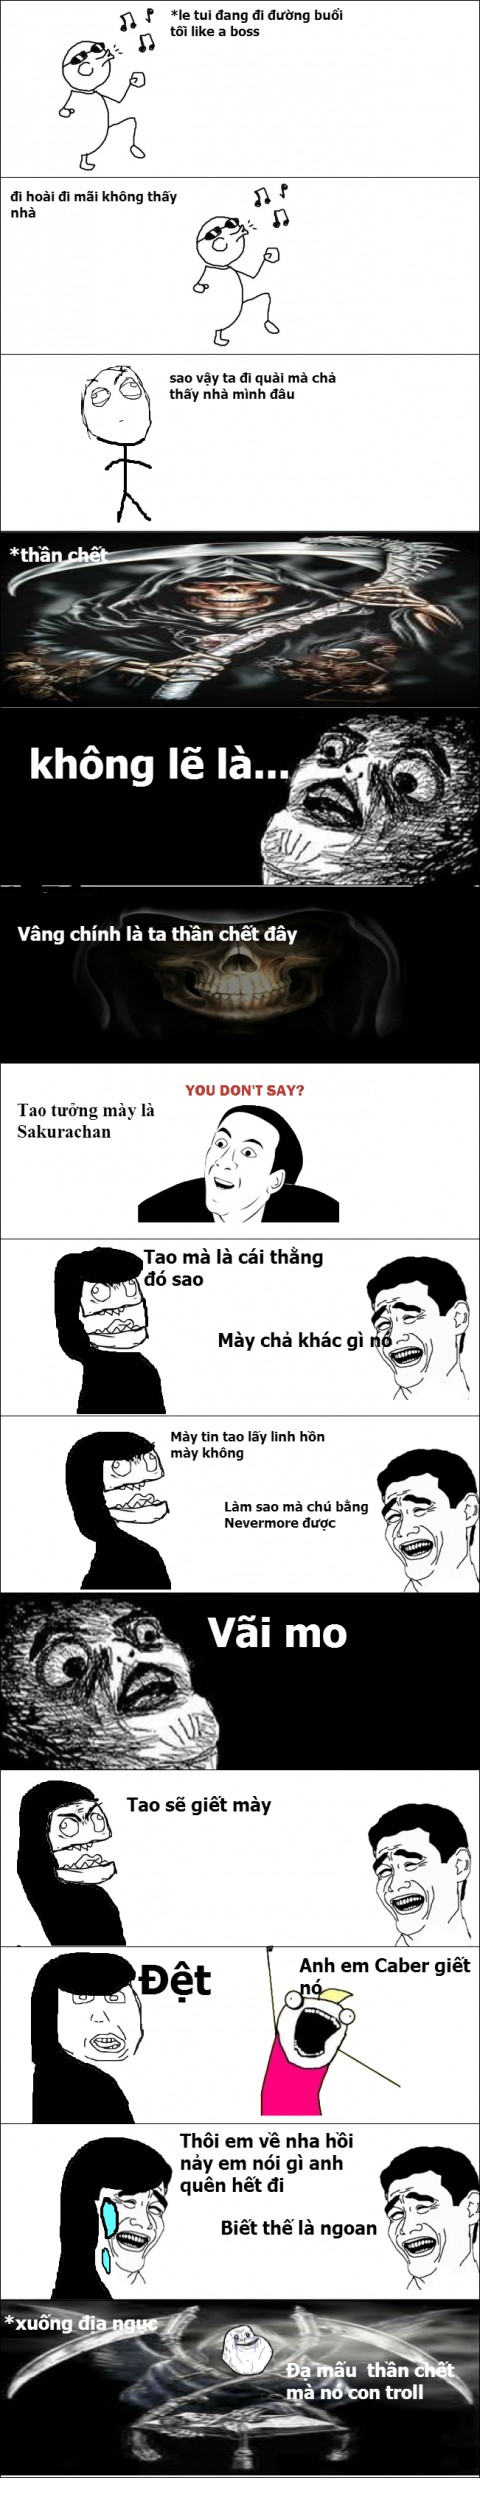 *le tui đang đi đường buổi
tối like a boss
đi hoài đi mãi không thấy
nhà
sao vậy ta đi quài mà chả
thấy nhà mình đâu
*thần chết
không lẽ là...
Vâng chính là ta thần chết đây
YOU DON'T SAY?
Tao tưởng mày là
Sakurachan
Tao mà là cái thằng
đó sao
Mày chả khác gì nó
Mày tin tao lấy linh hồn
mày không
Làm sao mà chú bằng
Nevermore được
Vãi mo
Tao sẽ giết mày
Đệt
Anh em Caber giết
nó
Thôi em về nha hồi
nảy em nói gì anh
quên hết đi
Biết thế là ngoan
*xuống địa ngục
Đạ mấu thần chết
mà nó con troll